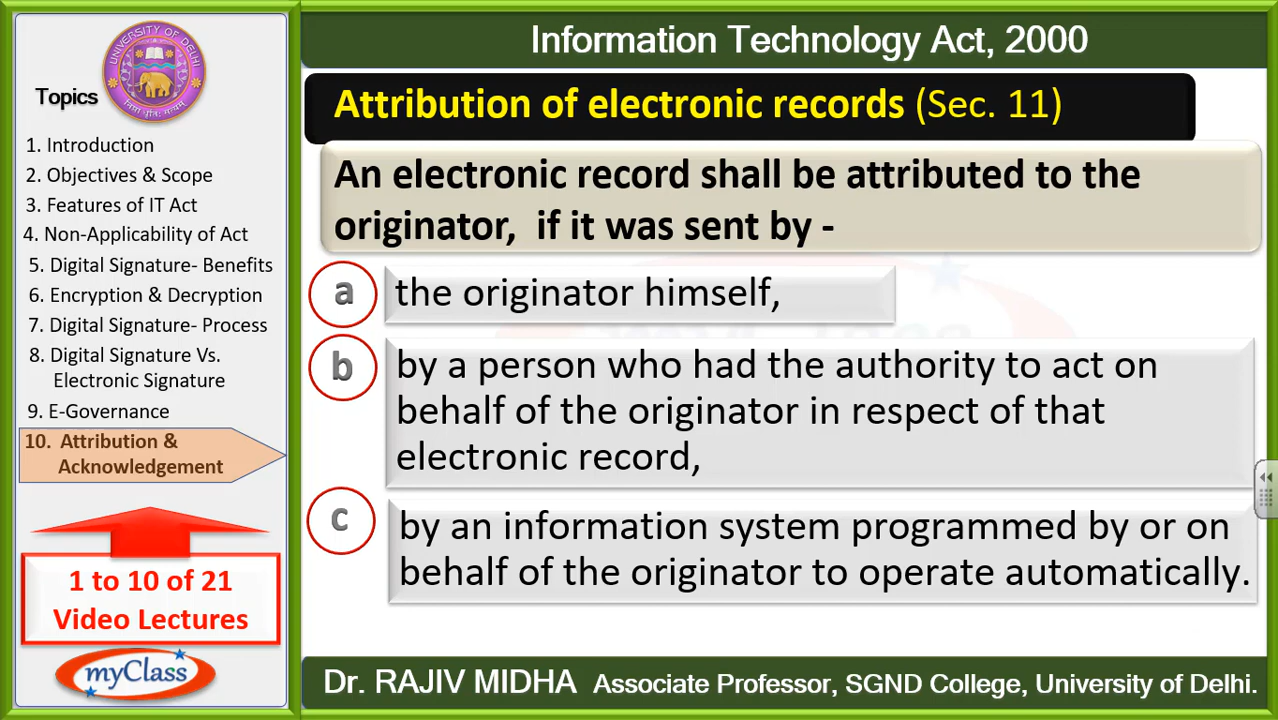 UNIVERSITY OF DELHI
Topics
1. Introduction
2. Objectives & Scope
3. Features of IT Act
4. Non-Applicability of Act
5. Digital Signature- Benefits
6. Encryption & Decryption
7. Digital Signature- Process
8. Digital Signature Vs.
Electronic Signature
9. E-Governance
10. Attribution &
Acknowledgement
1 to 10 of 21
Video Lectures
myClass
Information Technology Act, 2000
Attribution of electronic records (Sec. 11)
An electronic record shall be attributed to the
originator, if it was sent by -
a the originator himself,
b by a person who had the authority to act on
behalf of the originator in respect of that
electronic record,
c by an information system programmed by or on
behalf of the originator to operate automatically.
Dr. RAJIV MIDHA Associate Professor, SGND College, University of Delhi.